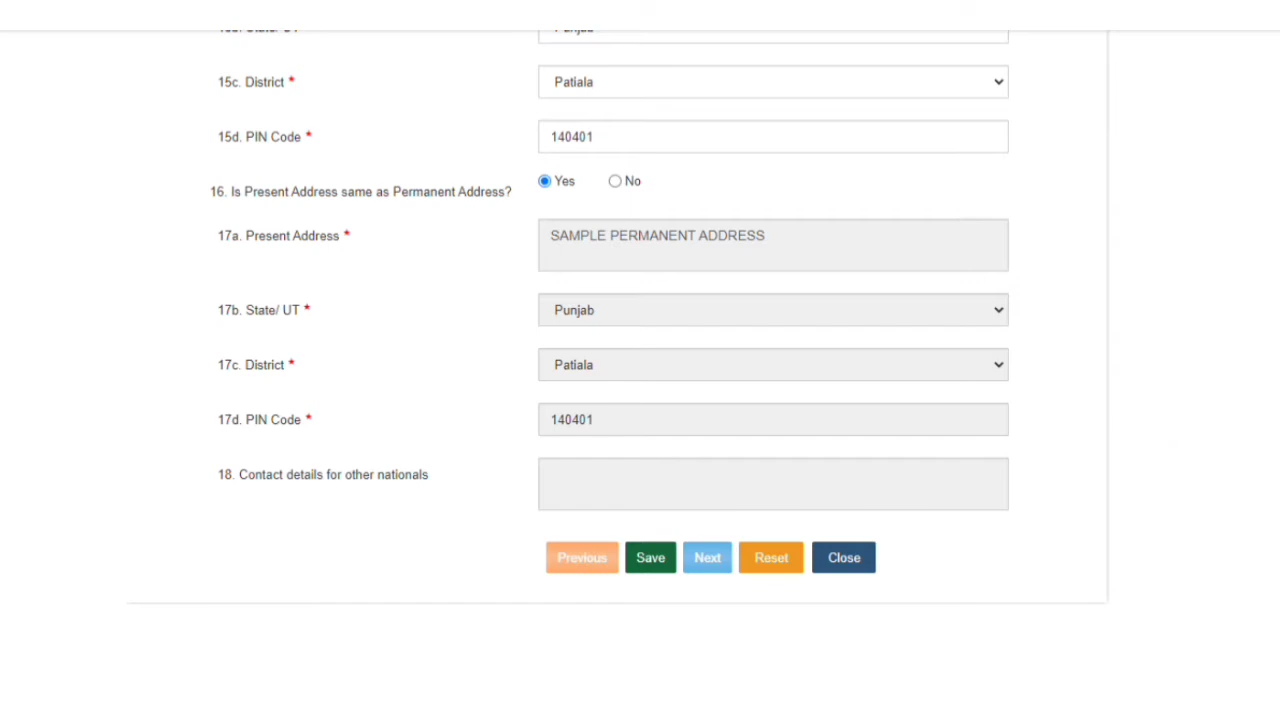 15c. District *
Patiala
15d. PIN Code *
140401
16. Is Present Address same as Permanent Address?
Yes
No
17a. Present Address *
SAMPLE PERMANENT ADDRESS
17b. State/ UT *
Punjab
17c. District *
Patiala
17d. PIN Code *
140401
18. Contact details for other nationals
Previous
Save
Next
Reset
Close